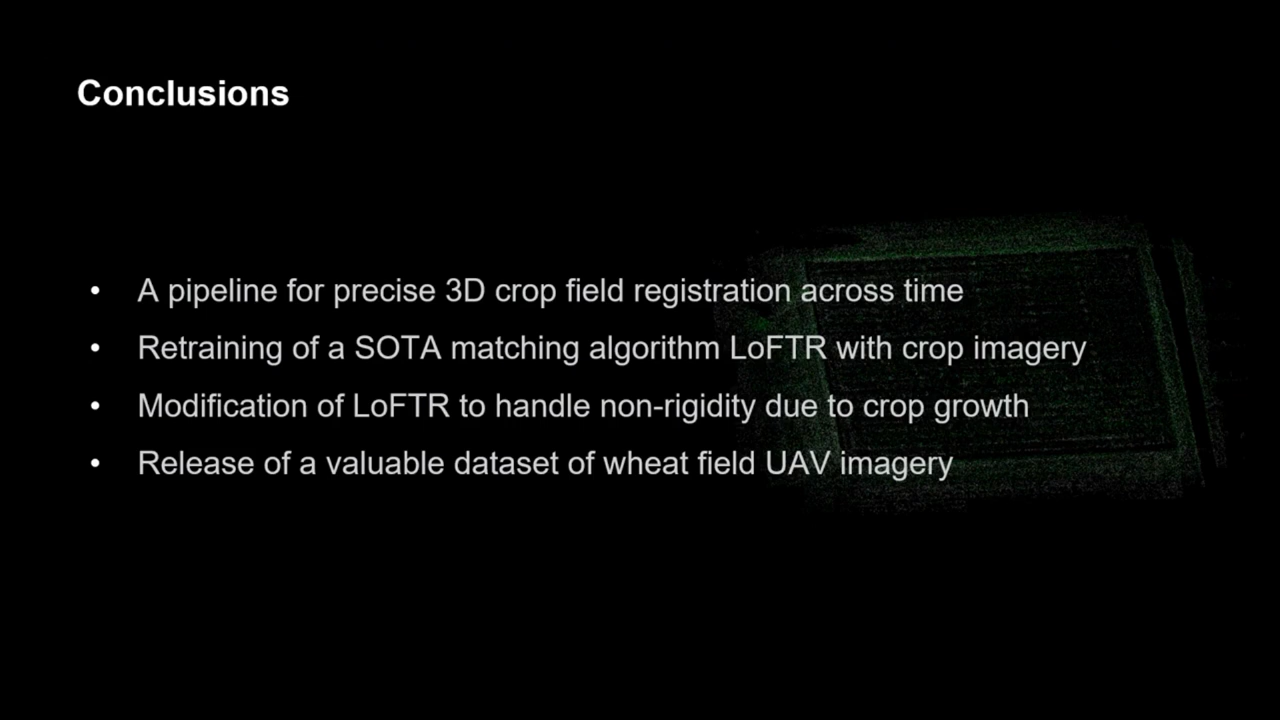 Conclusions
• A pipeline for precise 3D crop field registration across time
• Retraining of a SOTA matching algorithm LoFTR with crop imagery
• Modification of LoFTR to handle non-rigidity due to crop growth
• Release of a valuable dataset of wheat field UAV imagery